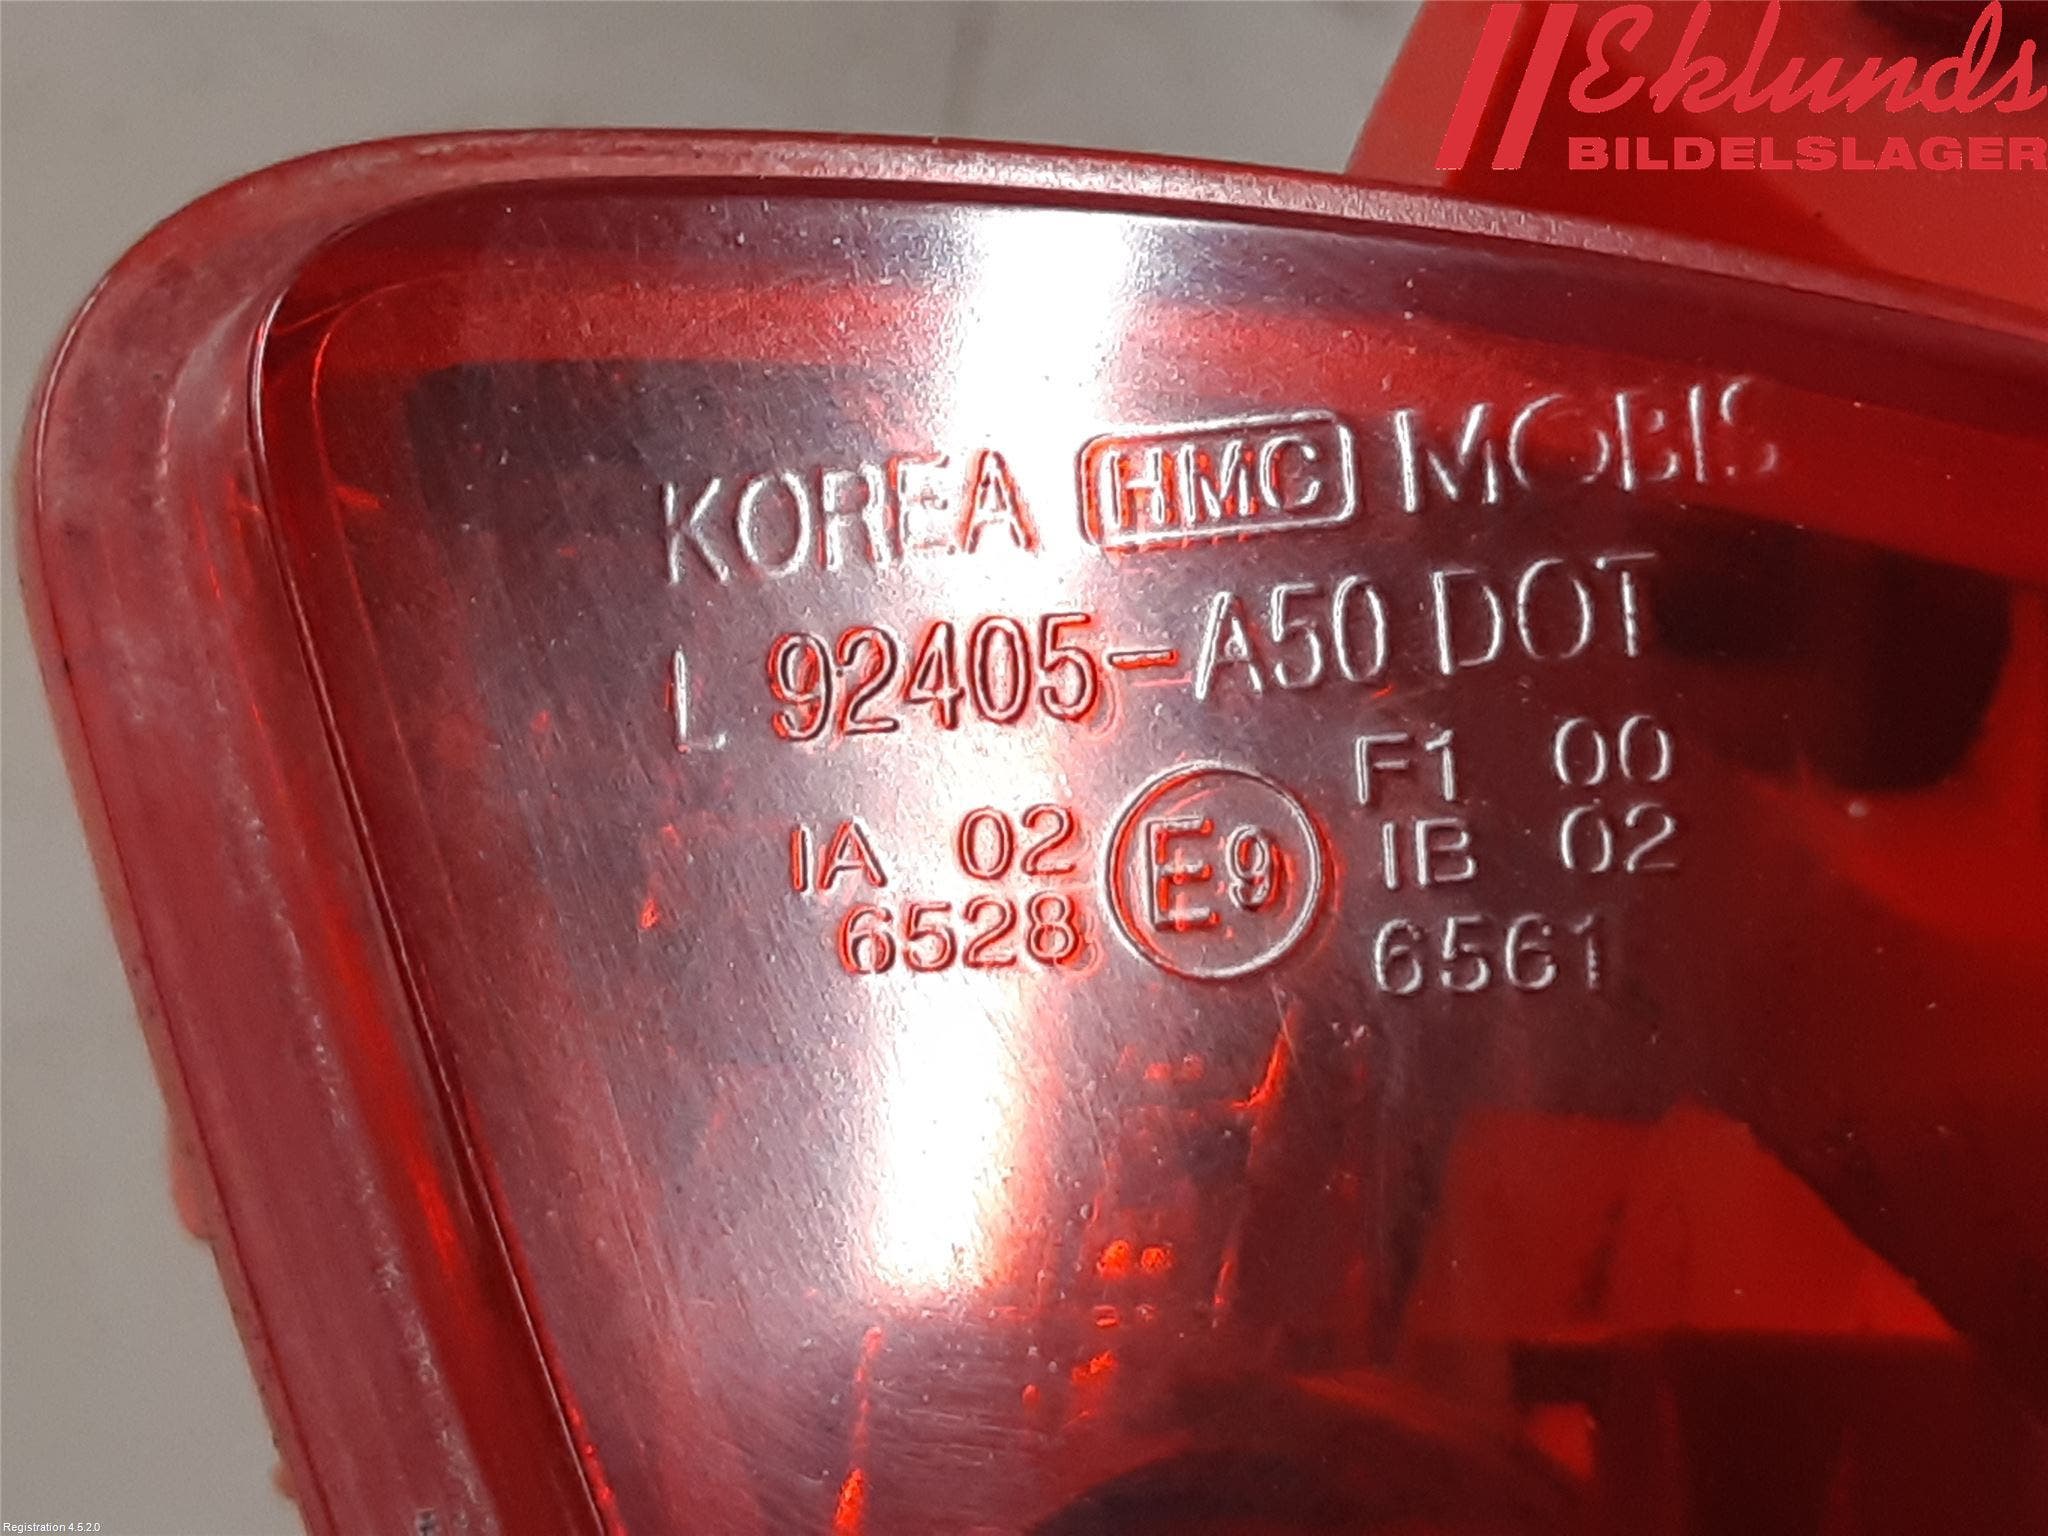 Eklunds
BILDELSLAGER
KOREA HMC MOBIS
L 92405-A50 DOT
F1 00
IA 02 E9 IB 02
6528 6561
Registration 4.5.2.0